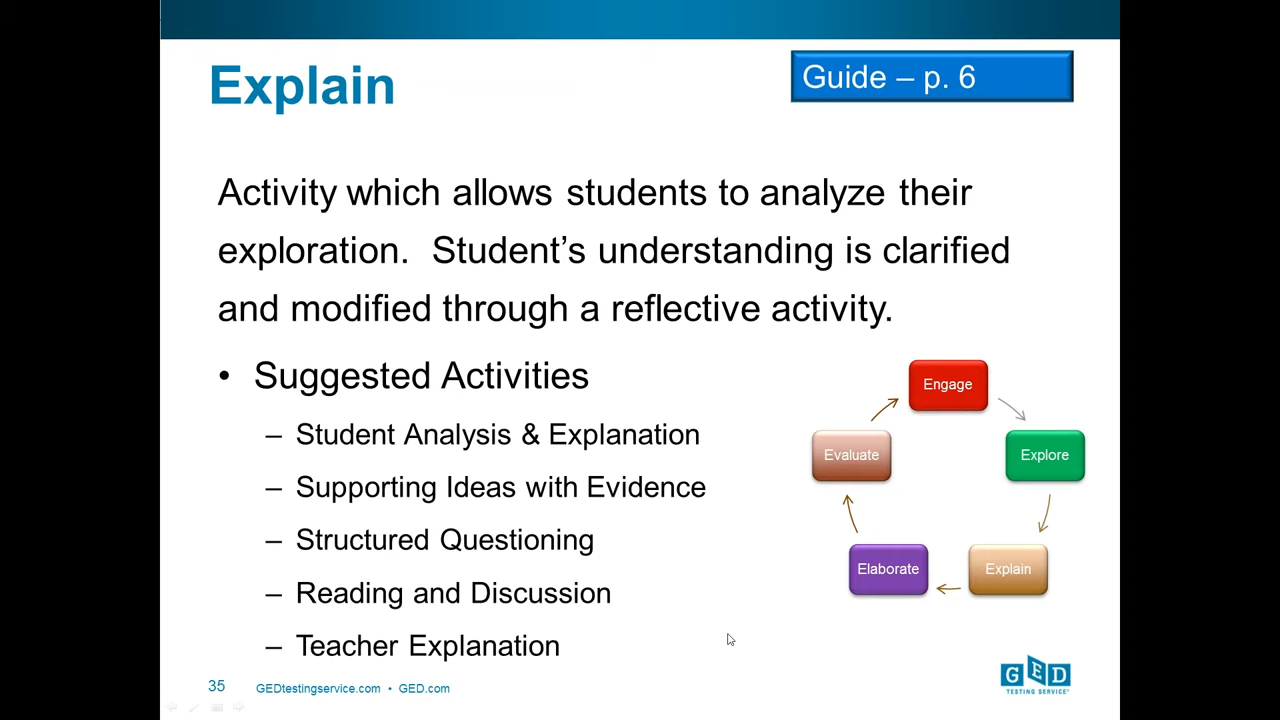 Explain
Guide – p. 6
Activity which allows students to analyze their
exploration.  Student’s understanding is clarified
and modified through a reflective activity.
• Suggested Activities
– Student Analysis & Explanation
– Supporting Ideas with Evidence
– Structured Questioning
– Reading and Discussion
– Teacher Explanation
Engage
Evaluate
Explore
Elaborate
Explain
35
GEDtestingservice.com • GED.com
GED
TESTING SERVICE®